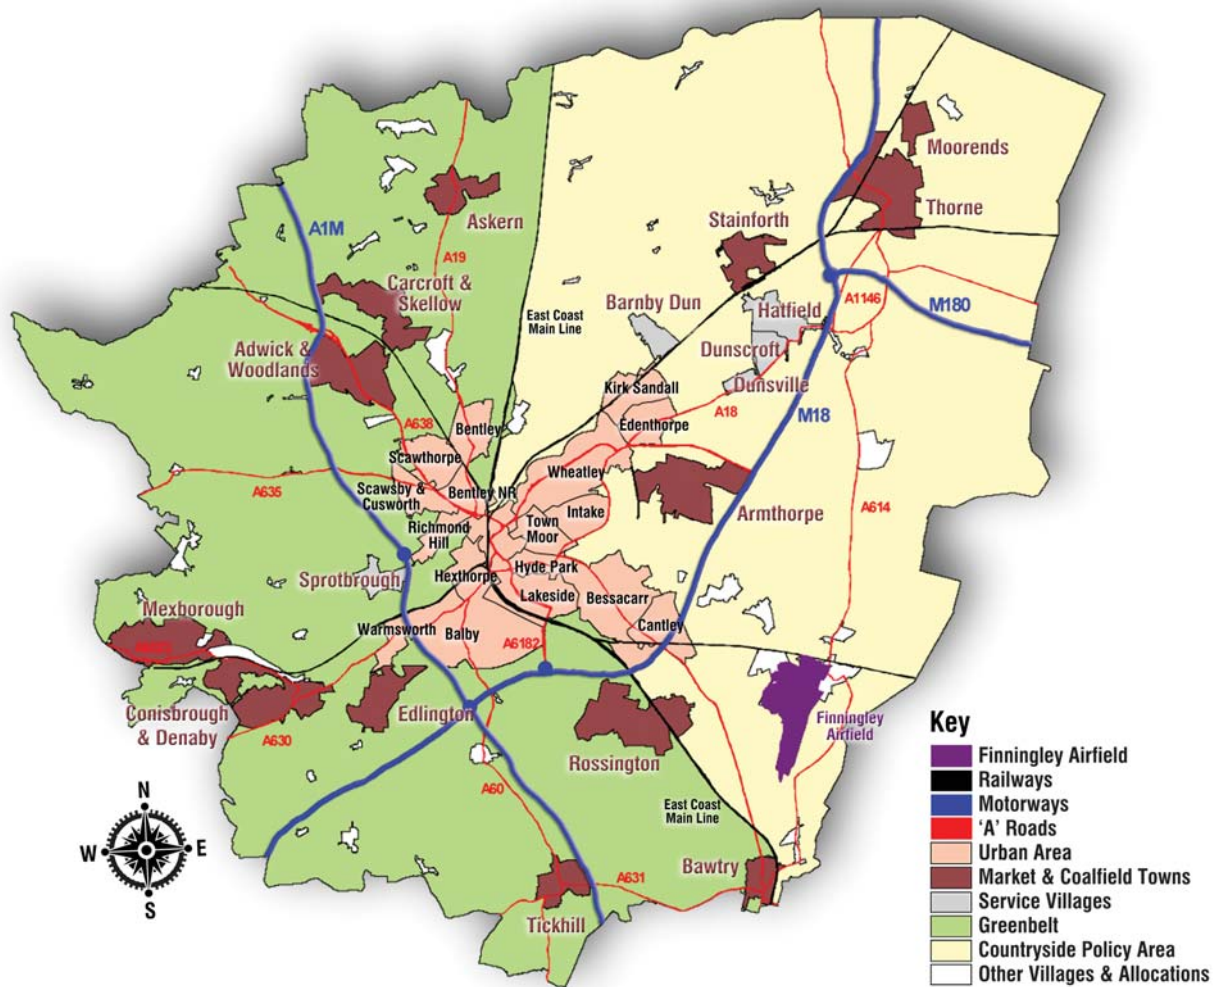 Moorends
Thorne
Stainforth
Askern
A1M
A19
Carcroft &
Skellow
Barnby Dun
Hatfield
A1146
M180
East Coast
Main Line
Adwick &
Woodlands
Dunscroft
Dunsville
Kirk Sandall
A18
M18
A638
Bentley
Edenthorpe
Scawthorpe
Wheatley
A635
Scawsby &
Cusworth
Bentley NR
Intake
Armthorpe
A614
Richmond
Hill
Town
Moor
Sprotbrough
Hexthorpe
Hyde Park
Lakeside
Bessacarr
Mexborough
Warmsworth
Balby
A6182
Cantley
Conisbrough
& Denaby
A630
Edlington
Rossington
Finningley
Airfield
A60
East Coast
Main Line
Bawtry
A631
Tickhill
N
W
E
S
Key
Finningley Airfield
Railways
Motorways
'A' Roads
Urban Area
Market & Coalfield Towns
Service Villages
Greenbelt
Countryside Policy Area
Other Villages & Allocations